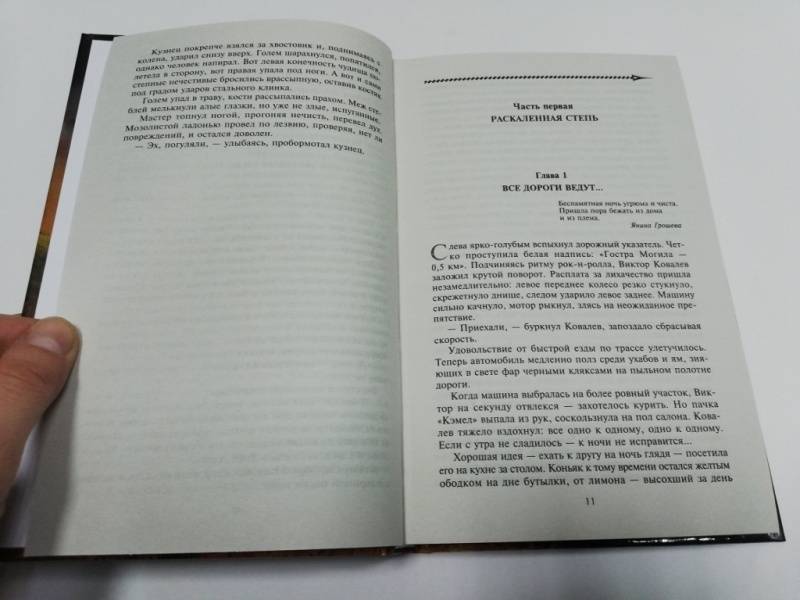 Кузнец покрепче взялся за хвостовик и, поднимаясь с
колена, ударил снизу вверх. Голем шарахнулся, попятился,
однако человек напирал. Вот левая конечность чудища от-
летела в сторону, вот правая упала под ноги. А вот и сами
степные нечестивые бросились врассыпную, оставив костяк
под градом ударов стального клинка.
Голем упал в траву, кости рассыпались прахом. Меж сте-
блей мелькнули алые глазки, но уже не злые, испуганные.
Мастер топнул ногой, прогоняя нечисть, перевел дух.
Мозолистой ладонью провел по лезвию, проверяя, нет ли
повреждений, и остался доволен.
— Эх, погуляли, — улыбаясь, пробормотал кузнец.
Часть первая
РАСКАЛЕННАЯ СТЕПЬ
Глава 1
ВСЕ ДОРОГИ ВЕДУТ...
Беспамятная ночь угрюма и чиста.
Пришла пора бежать из дома
и из плена.
Янина Грошева
Слева ярко-голубым вспыхнул дорожный указатель. Чет-
ко проступила белая надпись: «Гостра Могила —
0,5 км». Подчиняясь ритму рок-н-ролла, Виктор Ковалев
заложил крутой поворот. Расплата за лихачество пришла
незамедлительно: левое переднее колесо резко стукнуло,
скрежетнуло днище, следом ударило левое заднее. Машину
сильно качнуло, мотор рыкнул, злясь на неожиданное пре-
пятствие.
— Приехали, — буркнул Ковалев, запоздало сбрасывая
скорость.
Удовольствие от быстрой езды по трассе улетучилось.
Теперь автомобиль медленно полз среди ухабов и ям, зия-
ющих в свете фар черными кляксами на пыльном полотне
дороги.
Когда машина выбралась на более ровный участок, Вик-
тор на секунду отвлекся — захотелось курить. Но пачка
«Кэмел» выпала из рук, соскользнула на пол салона. Кова-
лев тяжело вздохнул: все одно к одному, одно к одному.
Если с утра не сладилось — к ночи не исправится...
Хорошая идея — ехать к другу на ночь глядя — посетила
его на кухне за столом. Коньяк к тому времени остался желтым
ободком на дне бутылки, от лимона — высохший за день
11